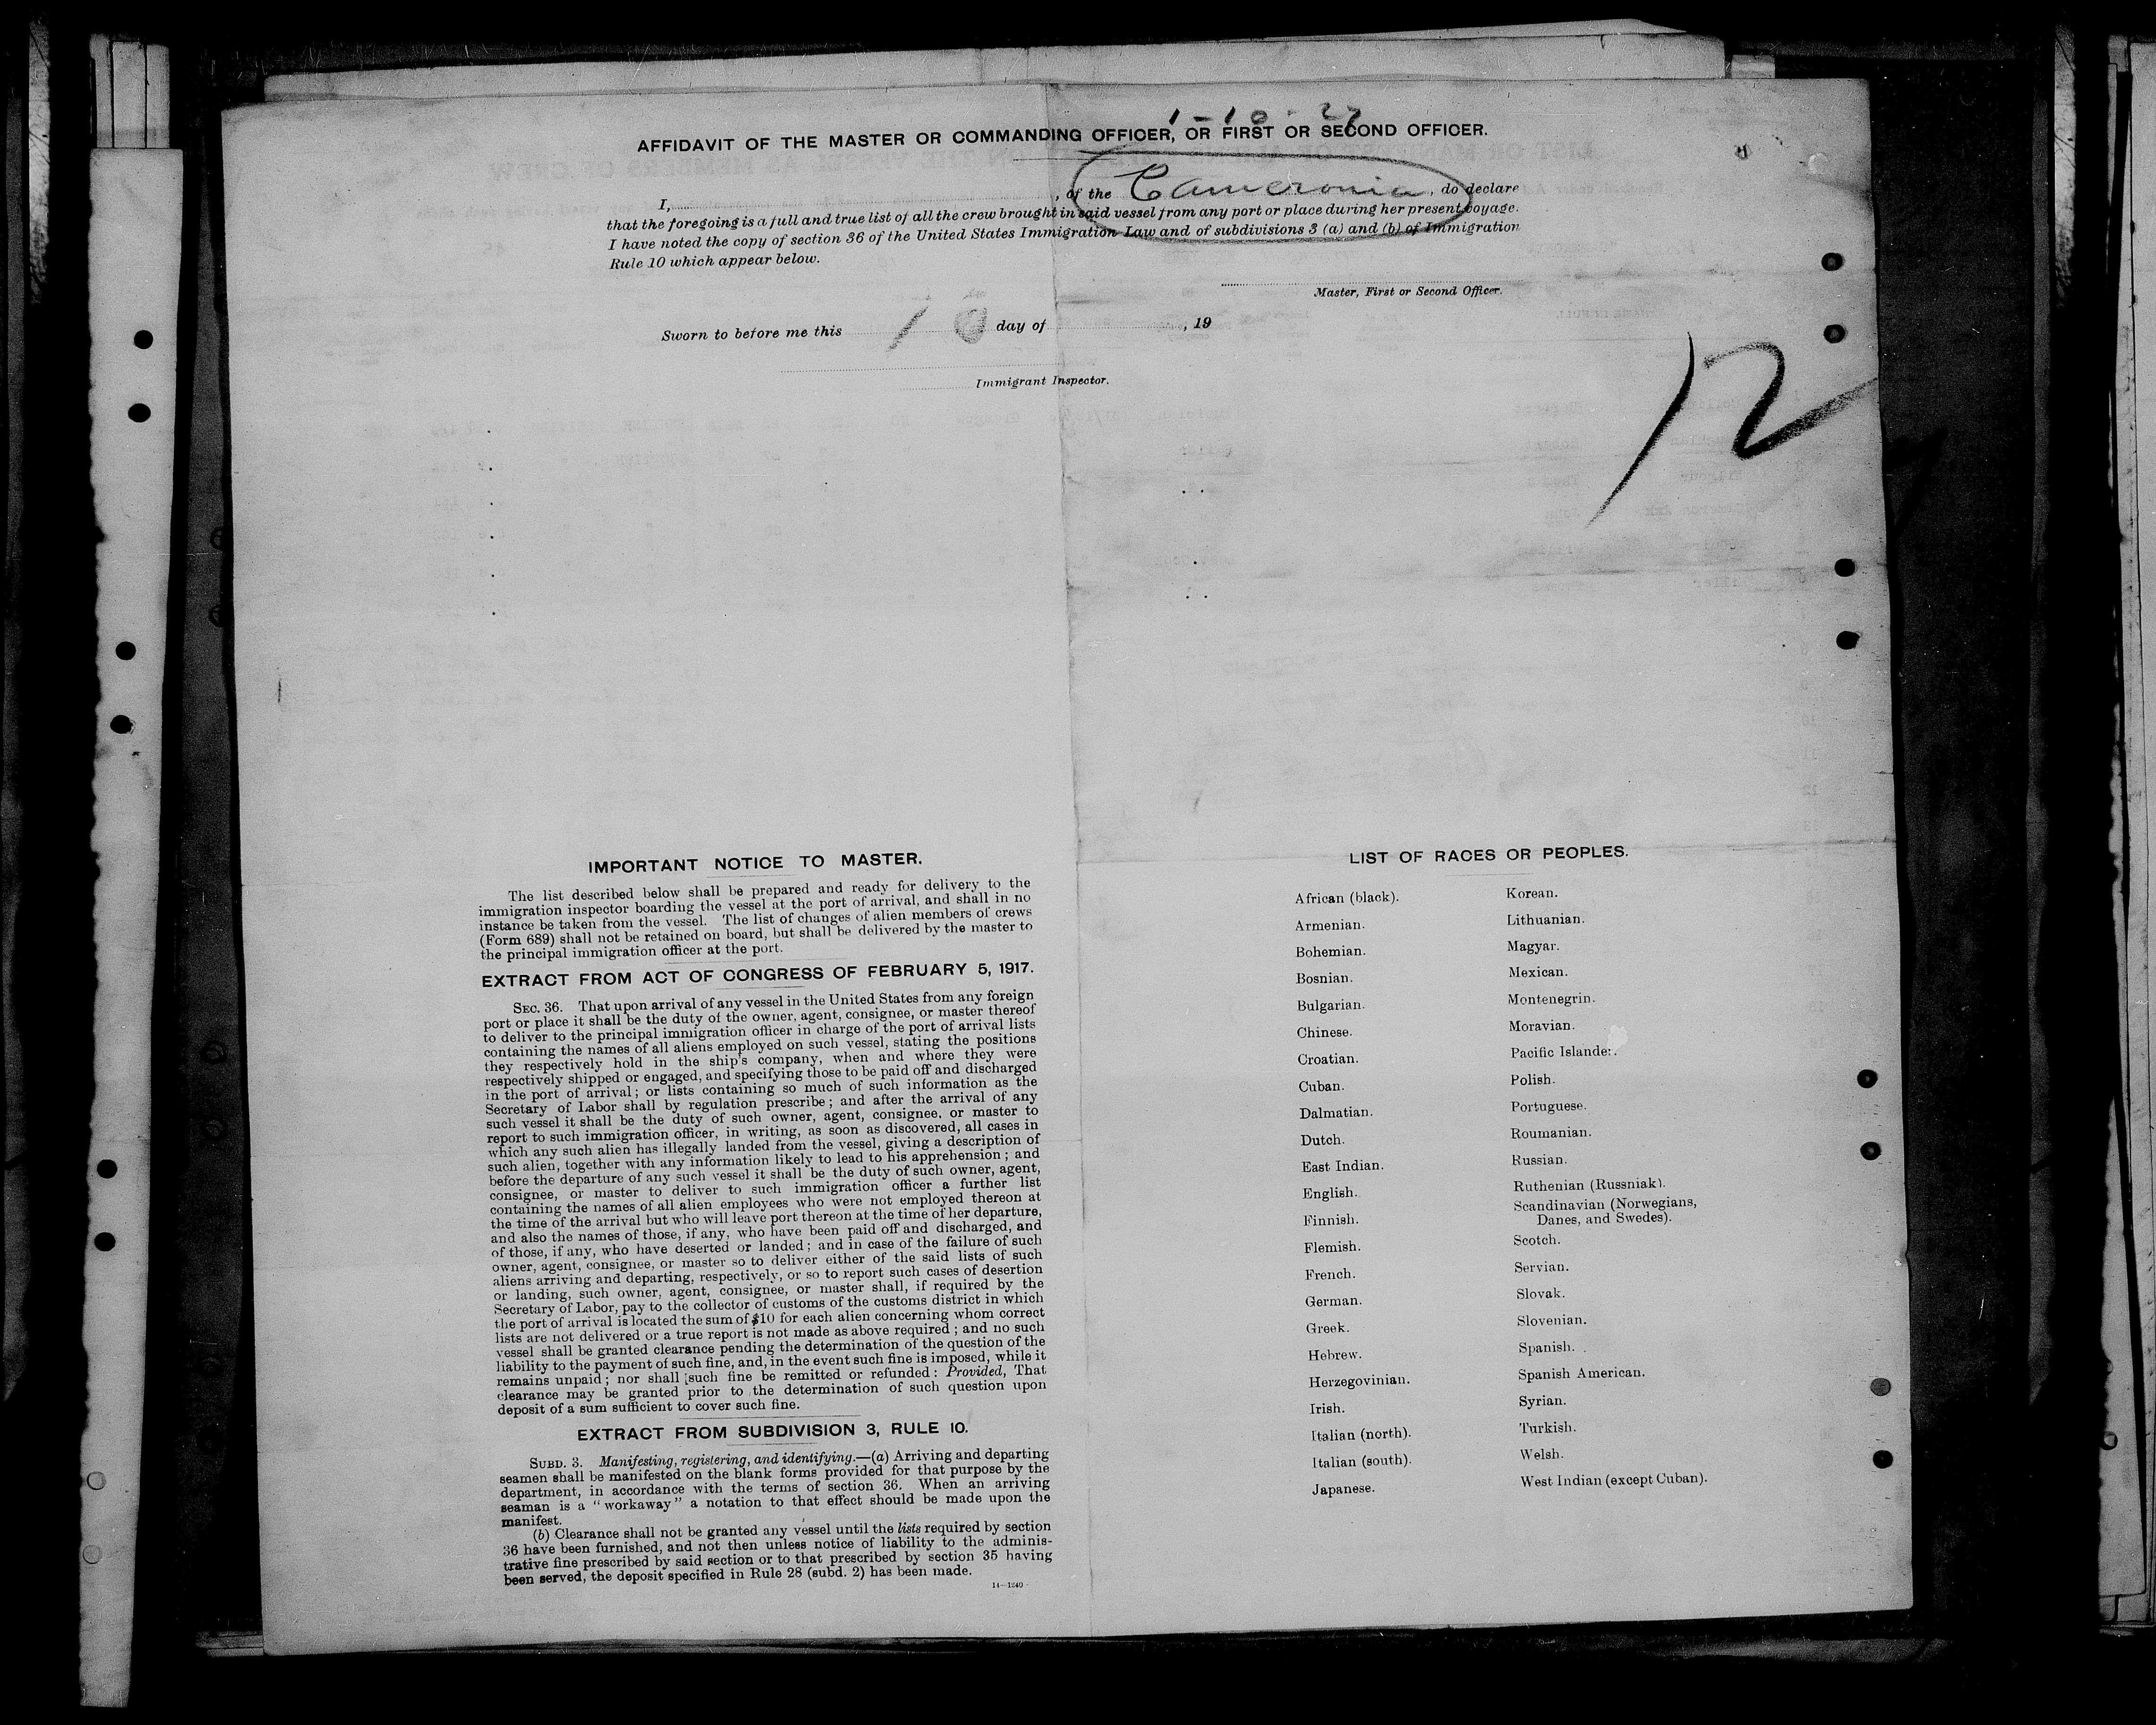 1-10-27
AFFIDAVIT OF THE MASTER OR COMMANDING OFFICER, OR FIRST OR SECOND OFFICER.
I, , of the Cameronia, do declare
that the foregoing is a full and true list of all the crew brought in said vessel from any port or place during her present voyage.
I have noted the copy of section 36 of the United States Immigration Law and of subdivisions 3 (a) and (b) of Immigration
Rule 10 which appear below.
Master, First or Second Officer.
Sworn to before me this 10 day of , 19
Immigrant Inspector.
12
IMPORTANT NOTICE TO MASTER.
The list described below shall be prepared and ready for delivery to the
immigration inspector boarding the vessel at the port of arrival, and shall in no
instance be taken from the vessel. The list of changes of alien members of crews
(Form 689) shall not be retained on board, but shall be delivered by the master to
the principal immigration officer at the port.
EXTRACT FROM ACT OF CONGRESS OF FEBRUARY 5, 1917.
SEC. 36. That upon arrival of any vessel in the United States from any foreign
port or place it shall be the duty of the owner, agent, consignee, or master thereof
to deliver to the principal immigration officer in charge of the port of arrival lists
containing the names of all aliens employed on such vessel, stating the positions
they respectively hold in the ship's company, when and where they were
respectively shipped or engaged, and specifying those to be paid off and discharged
in the port of arrival; or lists containing so much of such information as the
Secretary of Labor shall by regulation prescribe; and after the arrival of any
such vessel it shall be the duty of such owner, agent, consignee, or master to
report to such immigration officer, in writing, as soon as discovered, all cases in
which any such alien has illegally landed from the vessel, giving a description of
such alien, together with any information likely to lead to his apprehension; and
before the departure of any such vessel it shall be the duty of such owner, agent,
consignee, or master to deliver to such immigration officer a further list
containing the names of all alien employees who were not employed thereon at
the time of the arrival but who will leave port thereon at the time of her departure,
and also the names of those, if any, who have been paid off and discharged, and
of those, if any, who have deserted or landed; and in case of the failure of such
owner, agent, consignee, or master so to deliver either of the said lists of such
aliens arriving and departing, respectively, or so to report such cases of desertion
or landing, such owner, agent, consignee, or master shall, if required by the
Secretary of Labor, pay to the collector of customs of the customs district in which
the port of arrival is located the sum of $10 for each alien concerning whom correct
lists are not delivered or a true report is not made as above required; and no such
vessel shall be granted clearance pending the determination of the question of the
liability to the payment of such fine, and, in the event such fine is imposed, while it
remains unpaid; nor shall such fine be remitted or refunded: Provided, That
clearance may be granted prior to the determination of such question upon
deposit of a sum sufficient to cover such fine.
EXTRACT FROM SUBDIVISION 3, RULE 10.
SUBD. 3. Manifesting, registering, and identifying.—(a) Arriving and departing
seamen shall be manifested on the blank forms provided for that purpose by the
department, in accordance with the terms of section 36. When an arriving
seaman is a "workaway" a notation to that effect should be made upon the
manifest.
(b) Clearance shall not be granted any vessel until the lists required by section
36 have been furnished, and not then unless notice of liability to the adminis-
trative fine prescribed by said section or to that prescribed by section 35 having
been served, the deposit specified in Rule 28 (subd. 2) has been made.
14—1240
LIST OF RACES OR PEOPLES.
African (black).
Armenian.
Bohemian.
Bosnian.
Bulgarian.
Chinese.
Croatian.
Cuban.
Dalmatian.
Dutch.
East Indian.
English.
Finnish.
Flemish.
French.
German.
Greek.
Hebrew.
Herzegovinian.
Irish.
Italian (north).
Italian (south).
Japanese.
Korean.
Lithuanian.
Magyar.
Mexican.
Montenegrin.
Moravian.
Pacific Islander.
Polish.
Portuguese.
Roumanian.
Russian.
Ruthenian (Russniak).
Scandinavian (Norwegians,
Danes, and Swedes).
Scotch.
Servian.
Slovak.
Slovenian.
Spanish.
Spanish American.
Syrian.
Turkish.
Welsh.
West Indian (except Cuban).